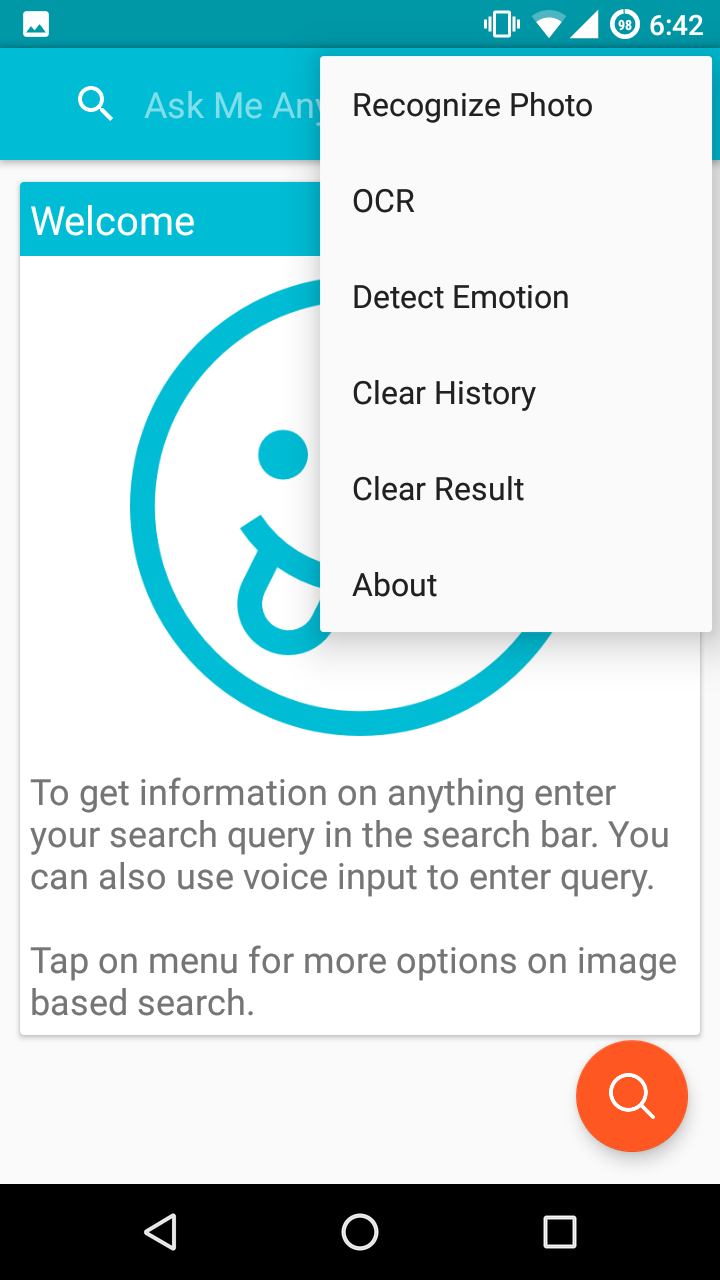 98 6:42
Ask Me Any
Recognize Photo
OCR
Detect Emotion
Clear History
Clear Result
About
Welcome
To get information on anything enter
your search query in the search bar. You
can also use voice input to enter query.
Tap on menu for more options on image
based search.